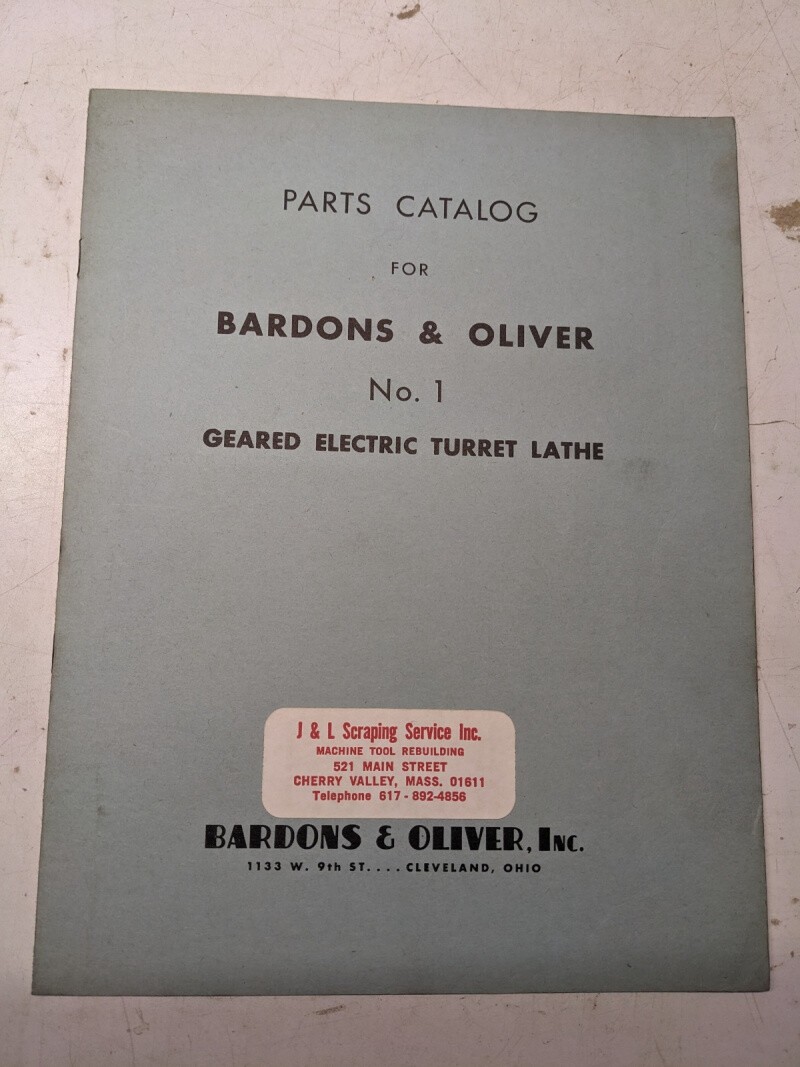 PARTS CATALOG
FOR
BARDONS & OLIVER
No. 1
GEARED ELECTRIC TURRET LATHE
J & L Scraping Service Inc.
MACHINE TOOL REBUILDING
521 MAIN STREET
CHERRY VALLEY, MASS. 01611
Telephone 617-892-4856
BARDONS & OLIVER, INC.
1133 W. 9th ST. . . . CLEVELAND, OHIO